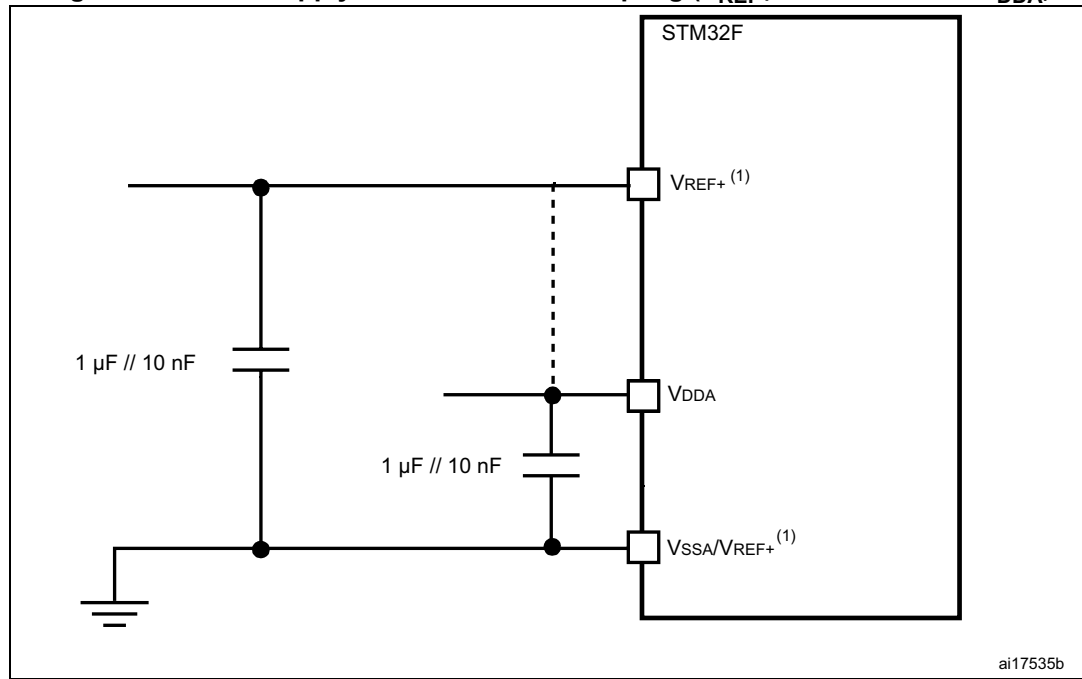 STM32F
VREF+ (1)
1 µF // 10 nF
VDDA
1 µF // 10 nF
VSSA/VREF+ (1)
ai17535b